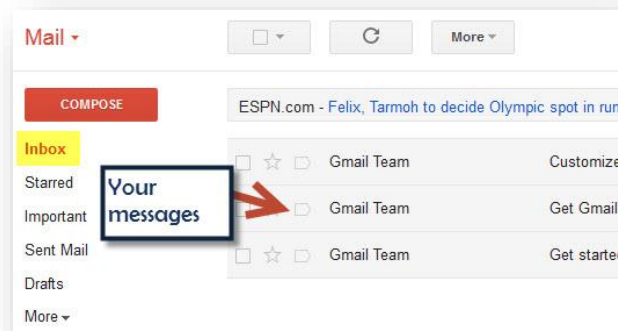 Mail
More
COMPOSE
ESPN.com - Felix, Tarmoh to decide Olympic spot in run
Inbox
Gmail Team Customize
Starred
Your
messages
Important
Gmail Team Get Gmail
Sent Mail
Gmail Team Get started
Drafts
More